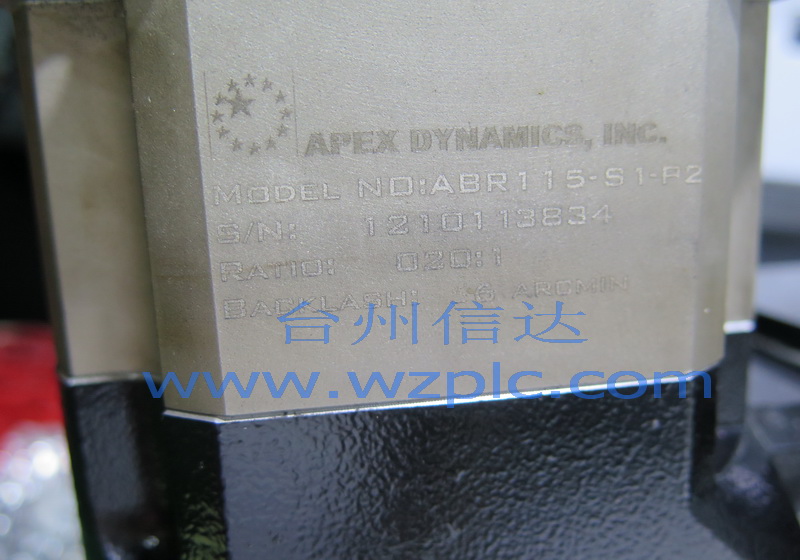 APEX DYNAMICS, INC.
MODEL NO:ABR115-S1-P2
S/N: 1210113834
RATIO: 020:1
BACKLASH: ≤6 ARCMIN
台州信达
www.wzplc.com